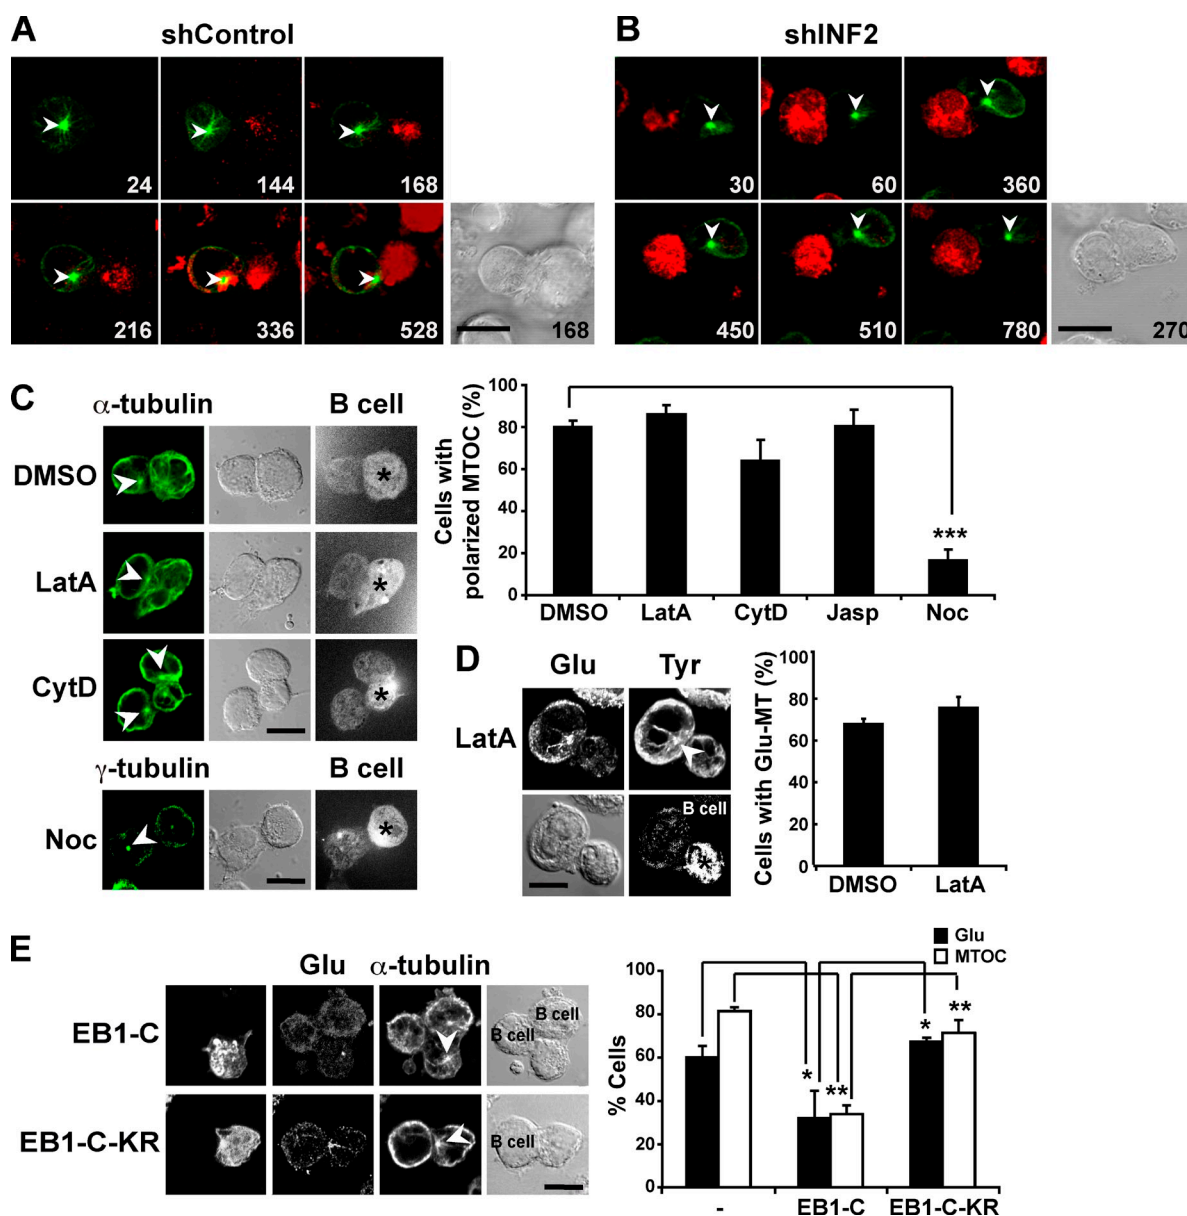 A
shControl
24
144
168
216
336
528
168
B
shINF2
30
60
360
450
510
780
270
C
α-tubulin
B cell
DMSO
*
LatA
*
CytD
*
γ-tubulin
B cell
Noc
*
Cells with
polarized MTOC (%)
100
80
60
40
20
0
***
DMSO
LatA
CytD
Jasp
Noc
D
Glu
Tyr
LatA
B cell
*
Cells with Glu-MT (%)
100
80
60
40
20
0
DMSO
LatA
E
Glu
α-tubulin
EB1-C
B cell
B cell
EB1-C-KR
B cell
Glu
MTOC
% Cells
100
80
60
40
20
0
*
**
*
**
-
EB1-C
EB1-C-KR